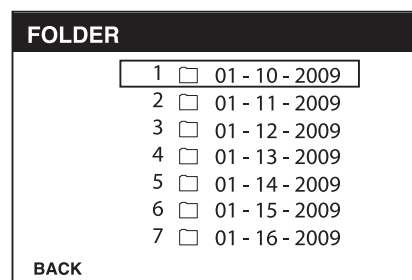 FOLDER
1 01 - 10 - 2009
2 01 - 11 - 2009
3 01 - 12 - 2009
4 01 - 13 - 2009
5 01 - 14 - 2009
6 01 - 15 - 2009
7 01 - 16 - 2009
BACK